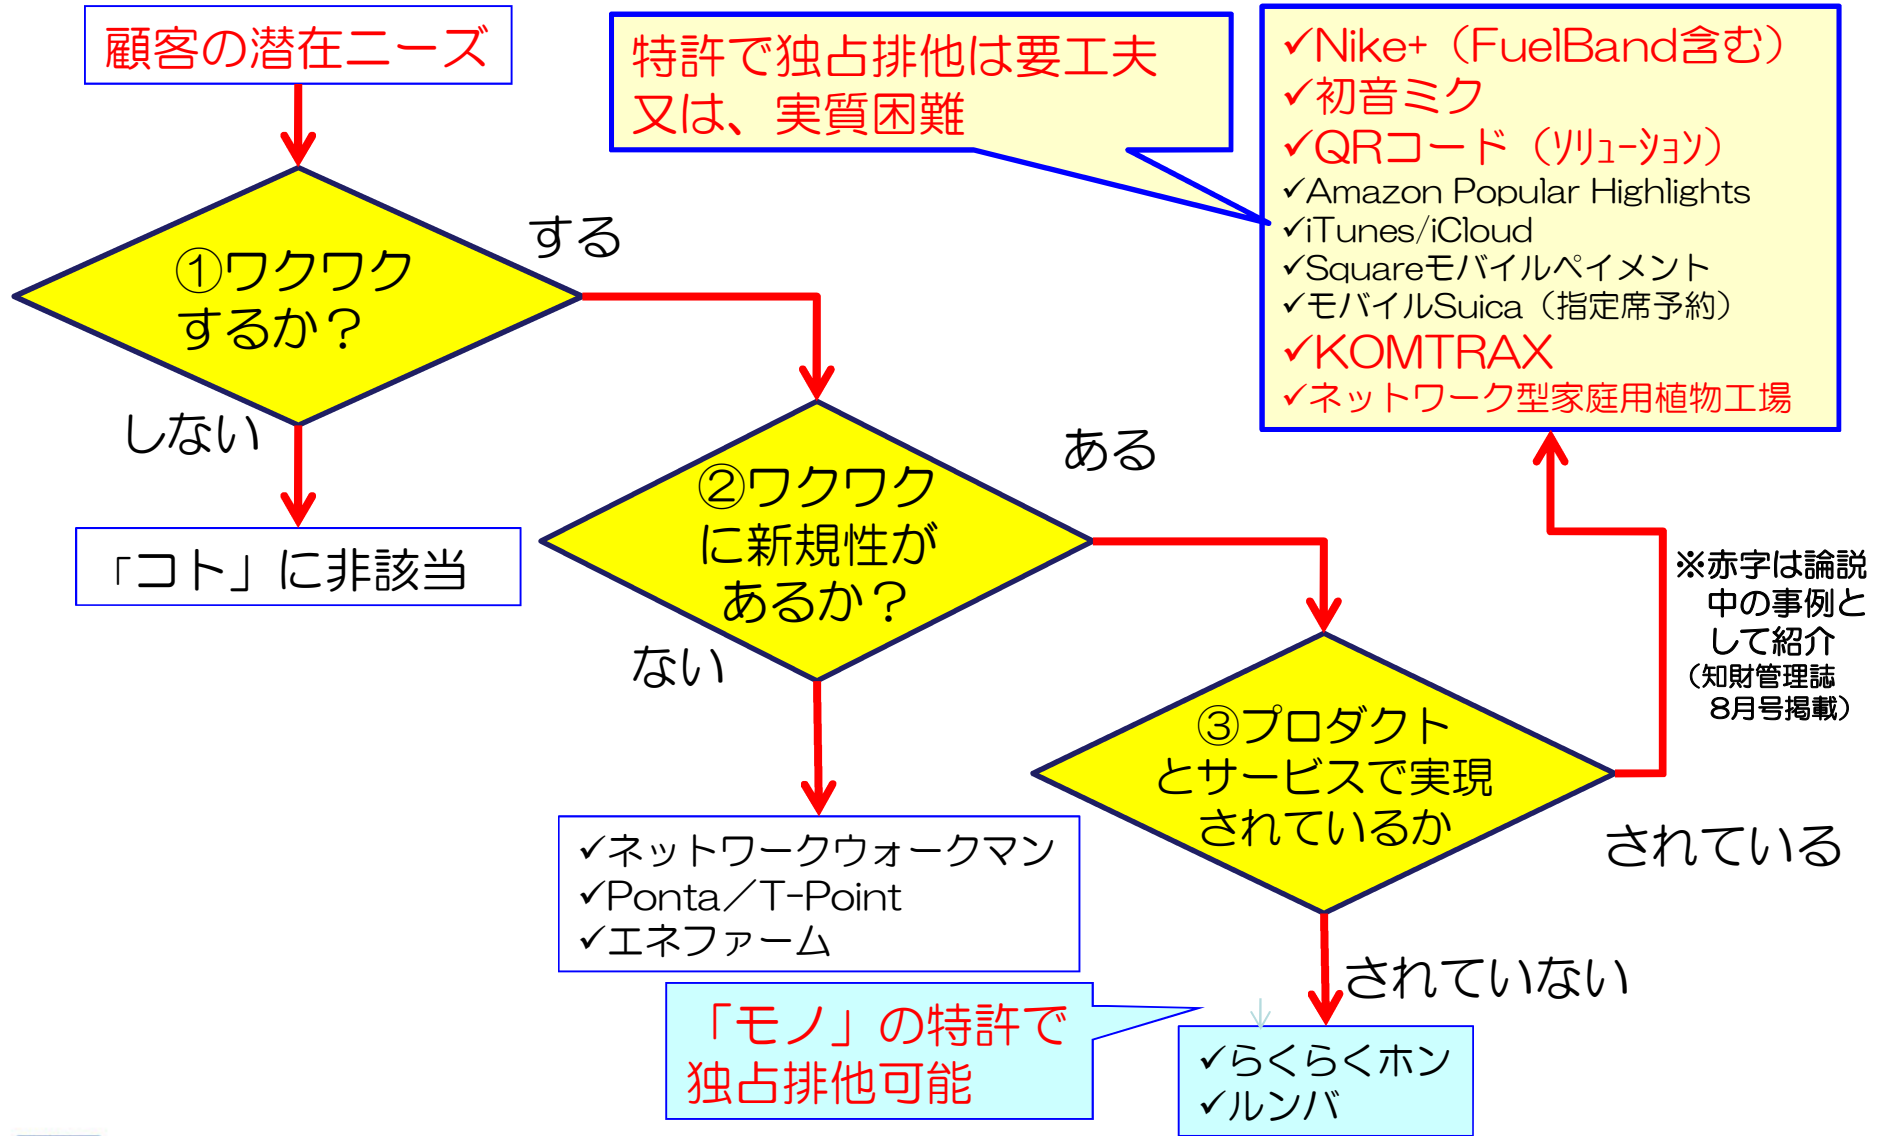 顧客の潜在ニーズ
特許で独占排他は要工夫
又は、実質困難
✓Nike+（FuelBand含む）
✓初音ミク
✓QRコード（ｿﾘｭｰｼｮﾝ）
✓Amazon Popular Highlights
✓iTunes/iCloud
✓Squareモバイルペイメント
✓モバイルSuica（指定席予約）
✓KOMTRAX
✓ネットワーク型家庭用植物工場
①ワクワク
するか？
する
しない
「コト」に非該当
②ワクワク
に新規性が
あるか？
ある
ない
※赤字は論説
中の事例と
して紹介
（知財管理誌
8月号掲載）
③プロダクト
とサービスで実現
されているか
されている
されていない
✓ネットワークウォークマン
✓Ponta／T-Point
✓エネファーム
「モノ」の特許で
独占排他可能
✓らくらくホン
✓ルンバ